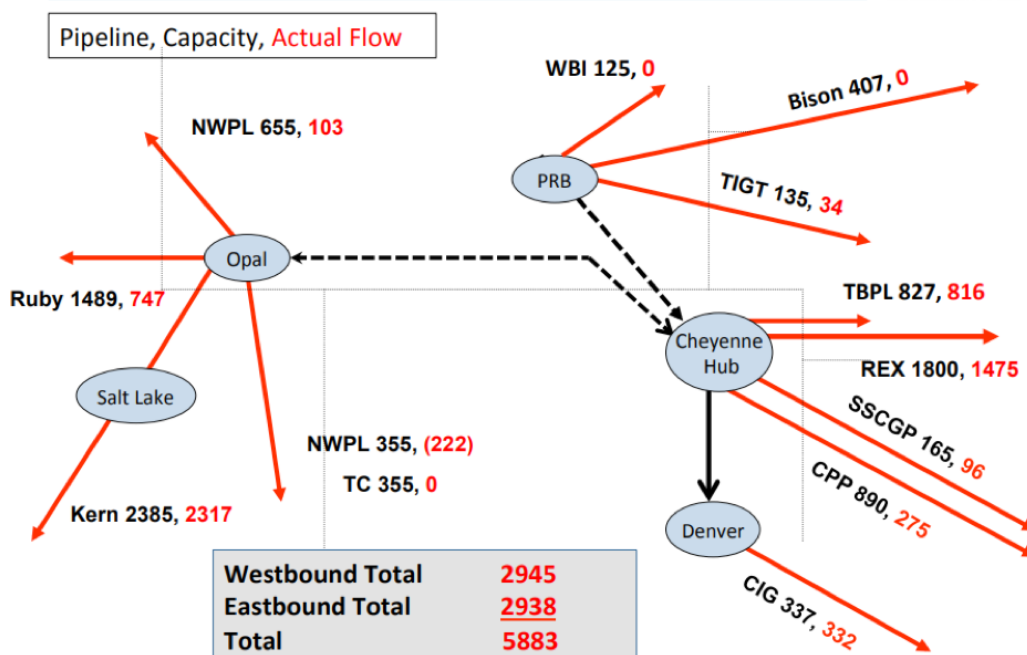 Pipeline, Capacity, Actual Flow
WBI 125, 0
Bison 407, 0
NWPL 655, 103
PRB
TIGT 135, 34
Opal
Ruby 1489, 747
TBPL 827, 816
Cheyenne
Hub
REX 1800, 1475
Salt Lake
SSCGP 165, 96
NWPL 355, (222)
TC 355, 0
CPP 890, 275
Kern 2385, 2317
Denver
Westbound Total 2945
Eastbound Total 2938
Total 5883
CIG 337, 332